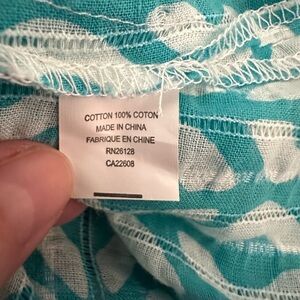 COTTON 100% COTON
MADE IN CHINA
FABRIQUE EN CHINE
RN26128
CA22608